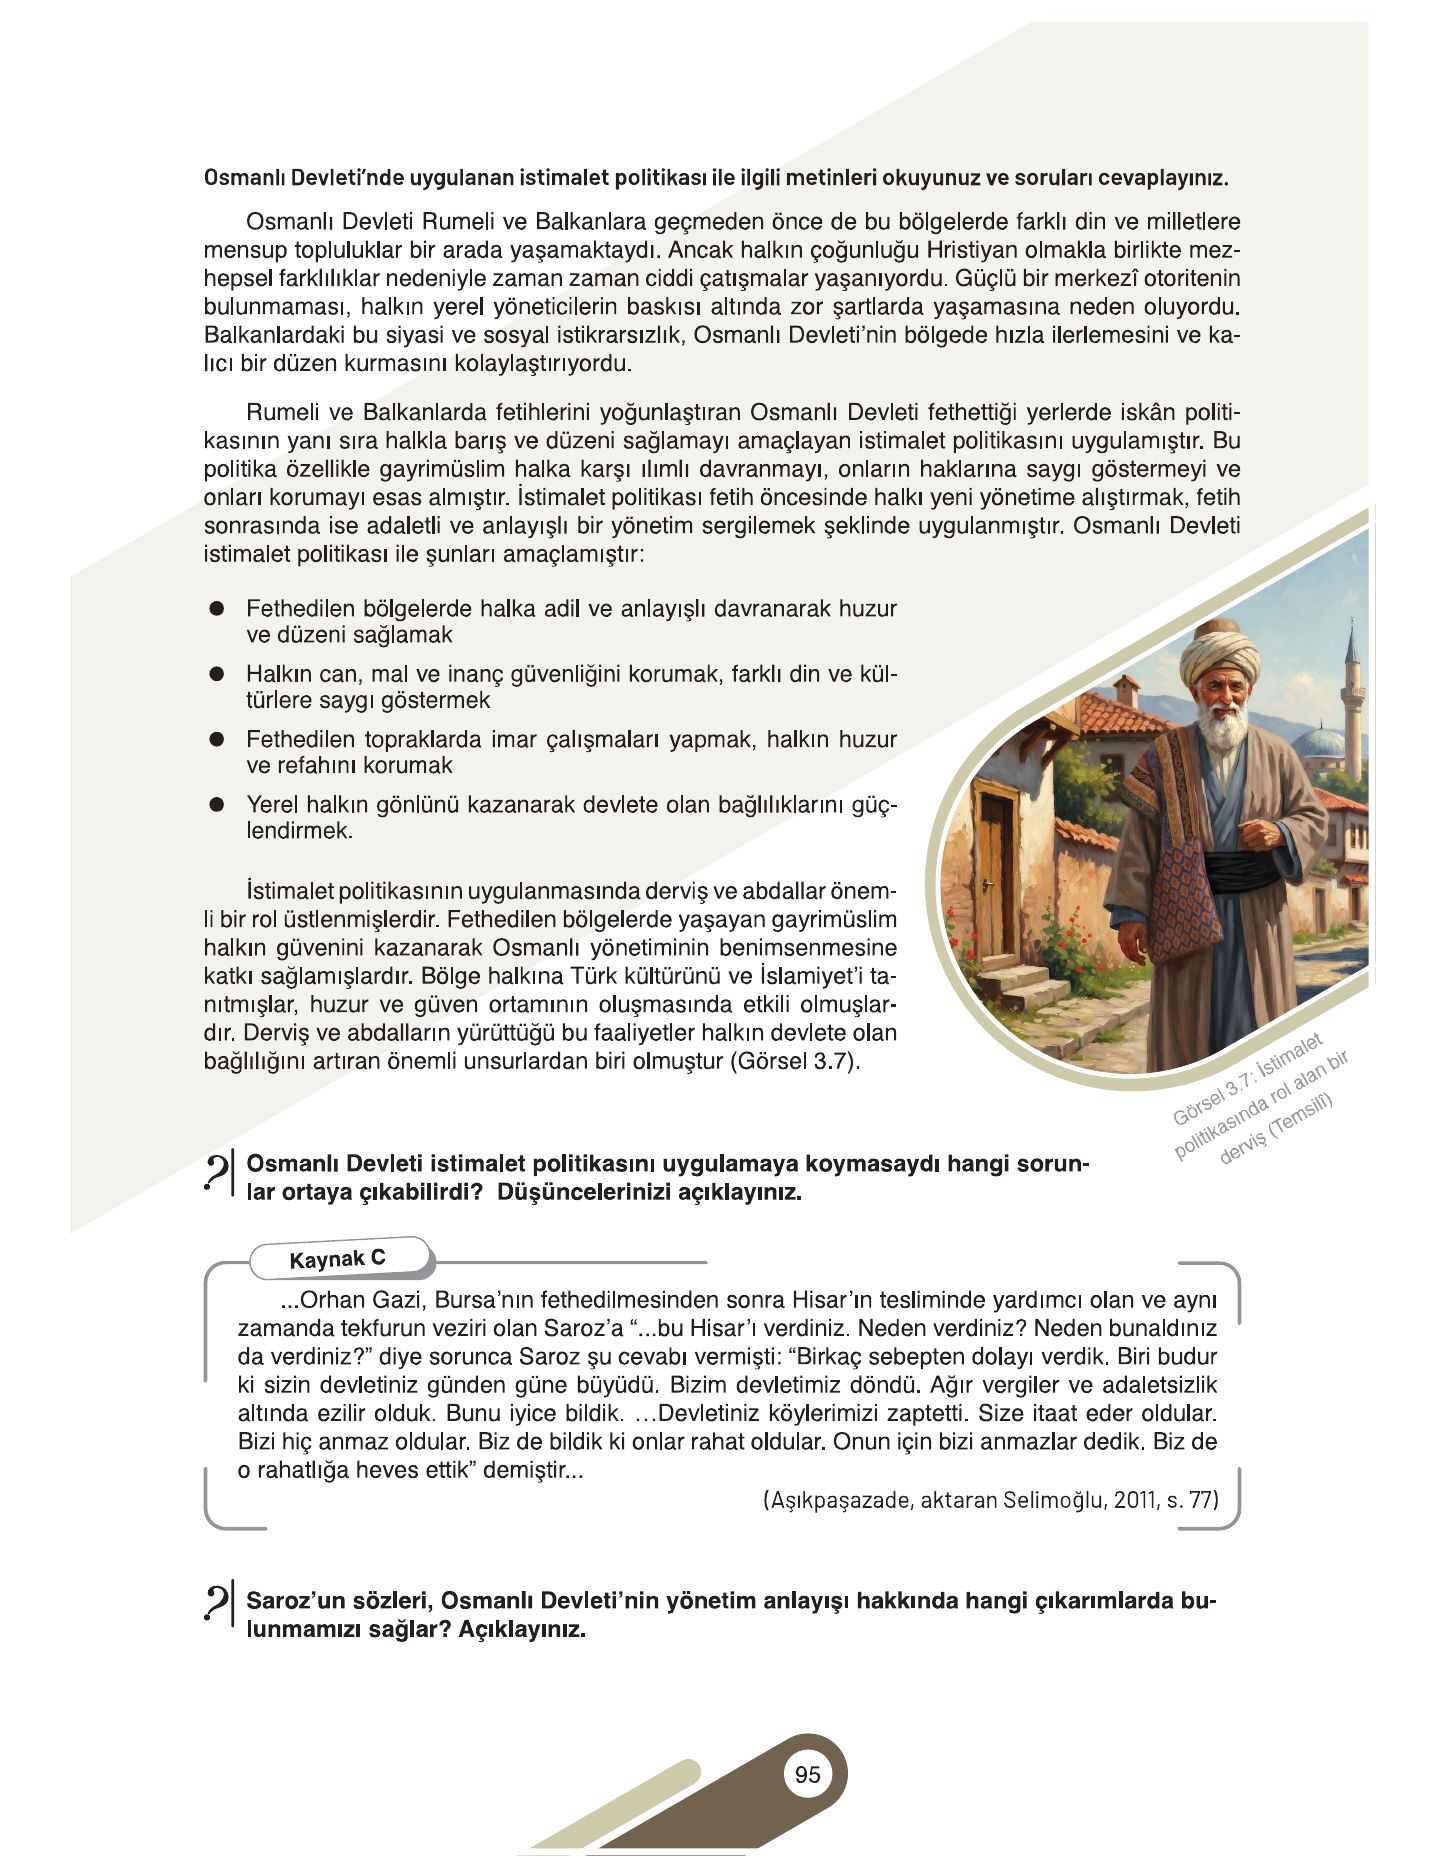 Osmanlı Devleti’nde uygulanan istimalet politikası ile ilgili metinleri okuyunuz ve soruları cevaplayınız.
Osmanlı Devleti Rumeli ve Balkanlara geçmeden önce de bu bölgelerde farklı din ve milletlere
mensup topluluklar bir arada yaşamaktaydı. Ancak halkın çoğunluğu Hristiyan olmakla birlikte mez-
hepsel farklılıklar nedeniyle zaman zaman ciddi çatışmalar yaşanıyordu. Güçlü bir merkezî otoritenin
bulunmaması, halkın yerel yöneticilerin baskısı altında zor şartlarda yaşamasına neden oluyordu.
Balkanlardaki bu siyasi ve sosyal istikrarsızlık, Osmanlı Devleti’nin bölgede hızla ilerlemesini ve ka-
lıcı bir düzen kurmasını kolaylaştırıyordu.
Rumeli ve Balkanlarda fetihlerini yoğunlaştıran Osmanlı Devleti fethettiği yerlerde iskân politi-
kasının yanı sıra halkla barış ve düzeni sağlamayı amaçlayan istimalet politikasını uygulamıştır. Bu
politika özellikle gayrimüslim halka karşı ılımlı davranmayı, onların haklarına saygı göstermeyi ve
onları korumayı esas almıştır. İstimalet politikası fetih öncesinde halkı yeni yönetime alıştırmak, fetih
sonrasında ise adaletli ve anlayışlı bir yönetim sergilemek şeklinde uygulanmıştır. Osmanlı Devleti
istimalet politikası ile şunları amaçlamıştır:
● Fethedilen bölgelerde halka adil ve anlayışlı davranarak huzur
ve düzeni sağlamak
● Halkın can, mal ve inanç güvenliğini korumak, farklı din ve kül-
türlere saygı göstermek
● Fethedilen topraklarda imar çalışmaları yapmak, halkın huzur
ve refahını korumak
● Yerel halkın gönlünü kazanarak devlete olan bağlılıklarını güç-
lendirmek.
İstimalet politikasının uygulanmasında derviş ve abdallar önem-
li bir rol üstlenmişlerdir. Fethedilen bölgelerde yaşayan gayrimüslim
halkın güvenini kazanarak Osmanlı yönetiminin benimsenmesine
katkı sağlamışlardır. Bölge halkına Türk kültürünü ve İslamiyet’i ta-
nıtmışlar, huzur ve güven ortamının oluşmasında etkili olmuşlar-
dır. Derviş ve abdalların yürüttüğü bu faaliyetler halkın devlete olan
bağlılığını artıran önemli unsurlardan biri olmuştur (Görsel 3.7).
Görsel 3.7: İstimalet
politikasında rol alan bir
derviş (Temsilî)
? Osmanlı Devleti istimalet politikasını uygulamaya koymasaydı hangi sorun-
lar ortaya çıkabilirdi? Düşüncelerinizi açıklayınız.
Kaynak C
...Orhan Gazi, Bursa’nın fethedilmesinden sonra Hisar’ın tesliminde yardımcı olan ve aynı
zamanda tekfurun veziri olan Saroz’a “...bu Hisar’ı verdiniz. Neden verdiniz? Neden bunaldınız
da verdiniz?” diye sorunca Saroz şu cevabı vermişti: “Birkaç sebepten dolayı verdik. Biri budur
ki sizin devletiniz günden güne büyüdü. Bizim devletimiz döndü. Ağır vergiler ve adaletsizlik
altında ezilir olduk. Bunu iyice bildik. ...Devletiniz köylerimizi zaptetti. Size itaat eder oldular.
Bizi hiç anmaz oldular. Biz de bildik ki onlar rahat oldular. Onun için bizi anmazlar dedik. Biz de
o rahatlığa heves ettik” demiştir...
(Aşıkpaşazade, aktaran Selimoğlu, 2011, s. 77)
? Saroz’un sözleri, Osmanlı Devleti’nin yönetim anlayışı hakkında hangi çıkarımlarda bu-
lunmamızı sağlar? Açıklayınız.
95